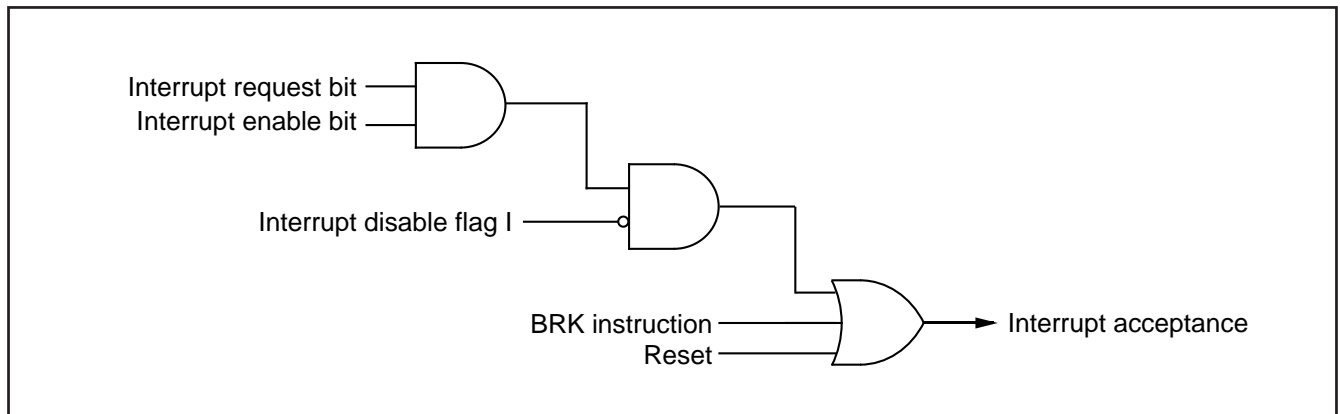 Interrupt request bit
Interrupt enable bit
Interrupt disable flag I
BRK instruction
Reset
Interrupt acceptance